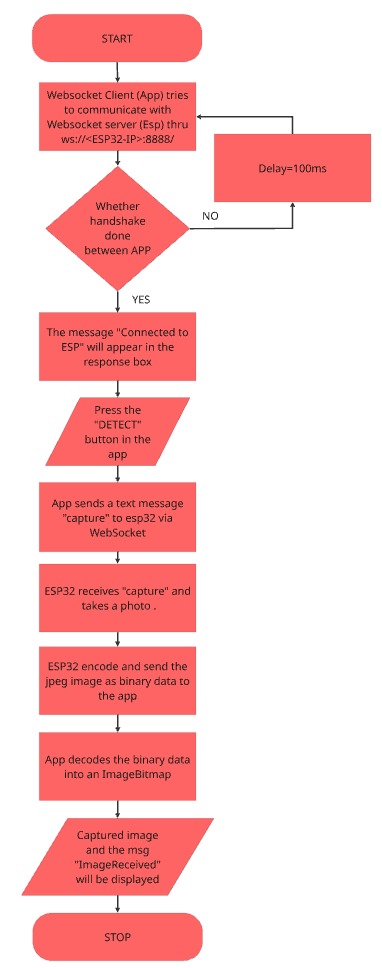 START
Websocket Client (App) tries
to communicate with
Websocket server (Esp) thru
ws://<ESP32-IP>:8888/
Delay=100ms
Whether
handshake
done
between APP
NO
YES
The message "Connected to
ESP" will appear in the
response box
Press the
"DETECT"
button in the
app
App sends a text message
"capture" to esp32 via
WebSocket
ESP32 receives "capture" and
takes a photo .
ESP32 encode and send the
jpeg image as binary data to
the app
App decodes the binary data
into an ImageBitmap
Captured image
and the msg
"ImageReceived"
will be displayed
STOP